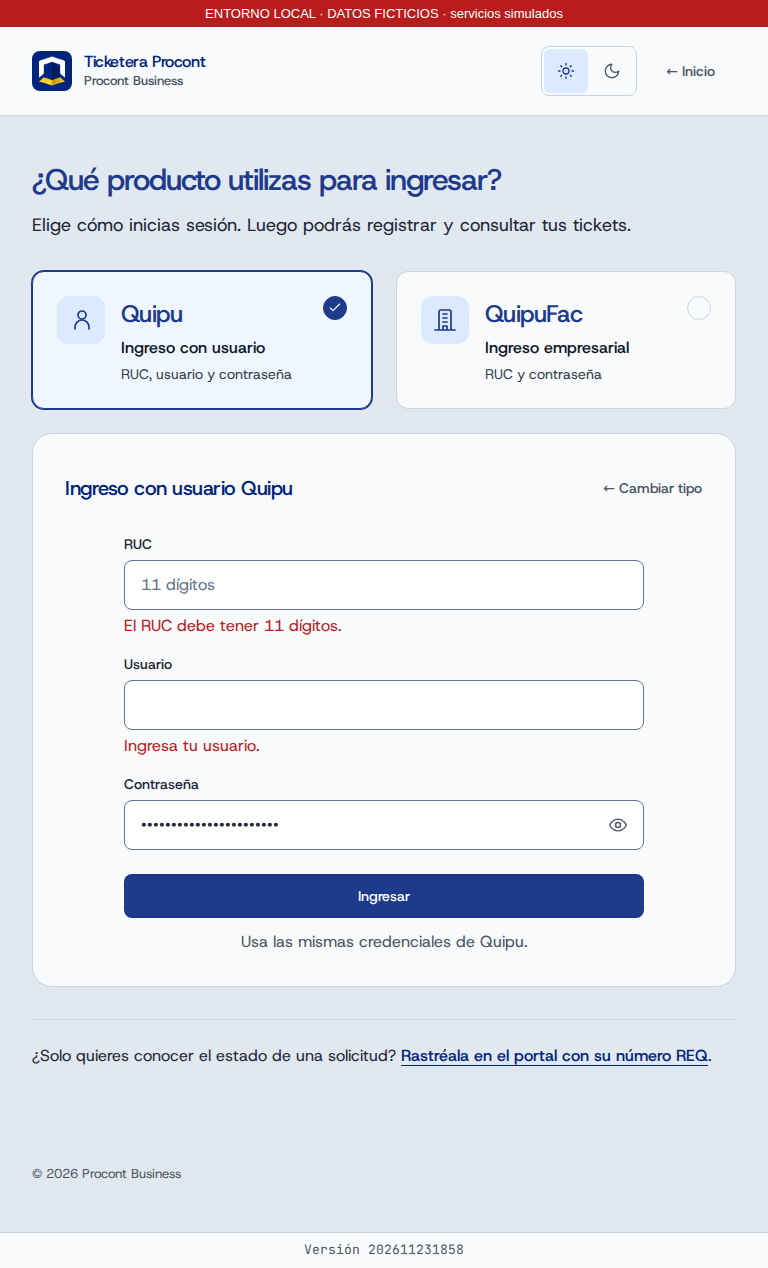 ENTORNO LOCAL · DATOS FICTICIOS · servicios simulados
Ticketera Procont
Procont Business
← Inicio
¿Qué producto utilizas para ingresar?
Elige cómo inicias sesión. Luego podrás registrar y consultar tus tickets.
Quipu
Ingreso con usuario
RUC, usuario y contraseña
QuipuFac
Ingreso empresarial
RUC y contraseña
Ingreso con usuario Quipu
← Cambiar tipo
RUC
11 dígitos
El RUC debe tener 11 dígitos.
Usuario
Ingresa tu usuario.
Contraseña
•••••••••••••••••••••••
Ingresar
Usa las mismas credenciales de Quipu.
¿Solo quieres conocer el estado de una solicitud? Rastréala en el portal con su número REQ.
© 2026 Procont Business
Versión 202611231858